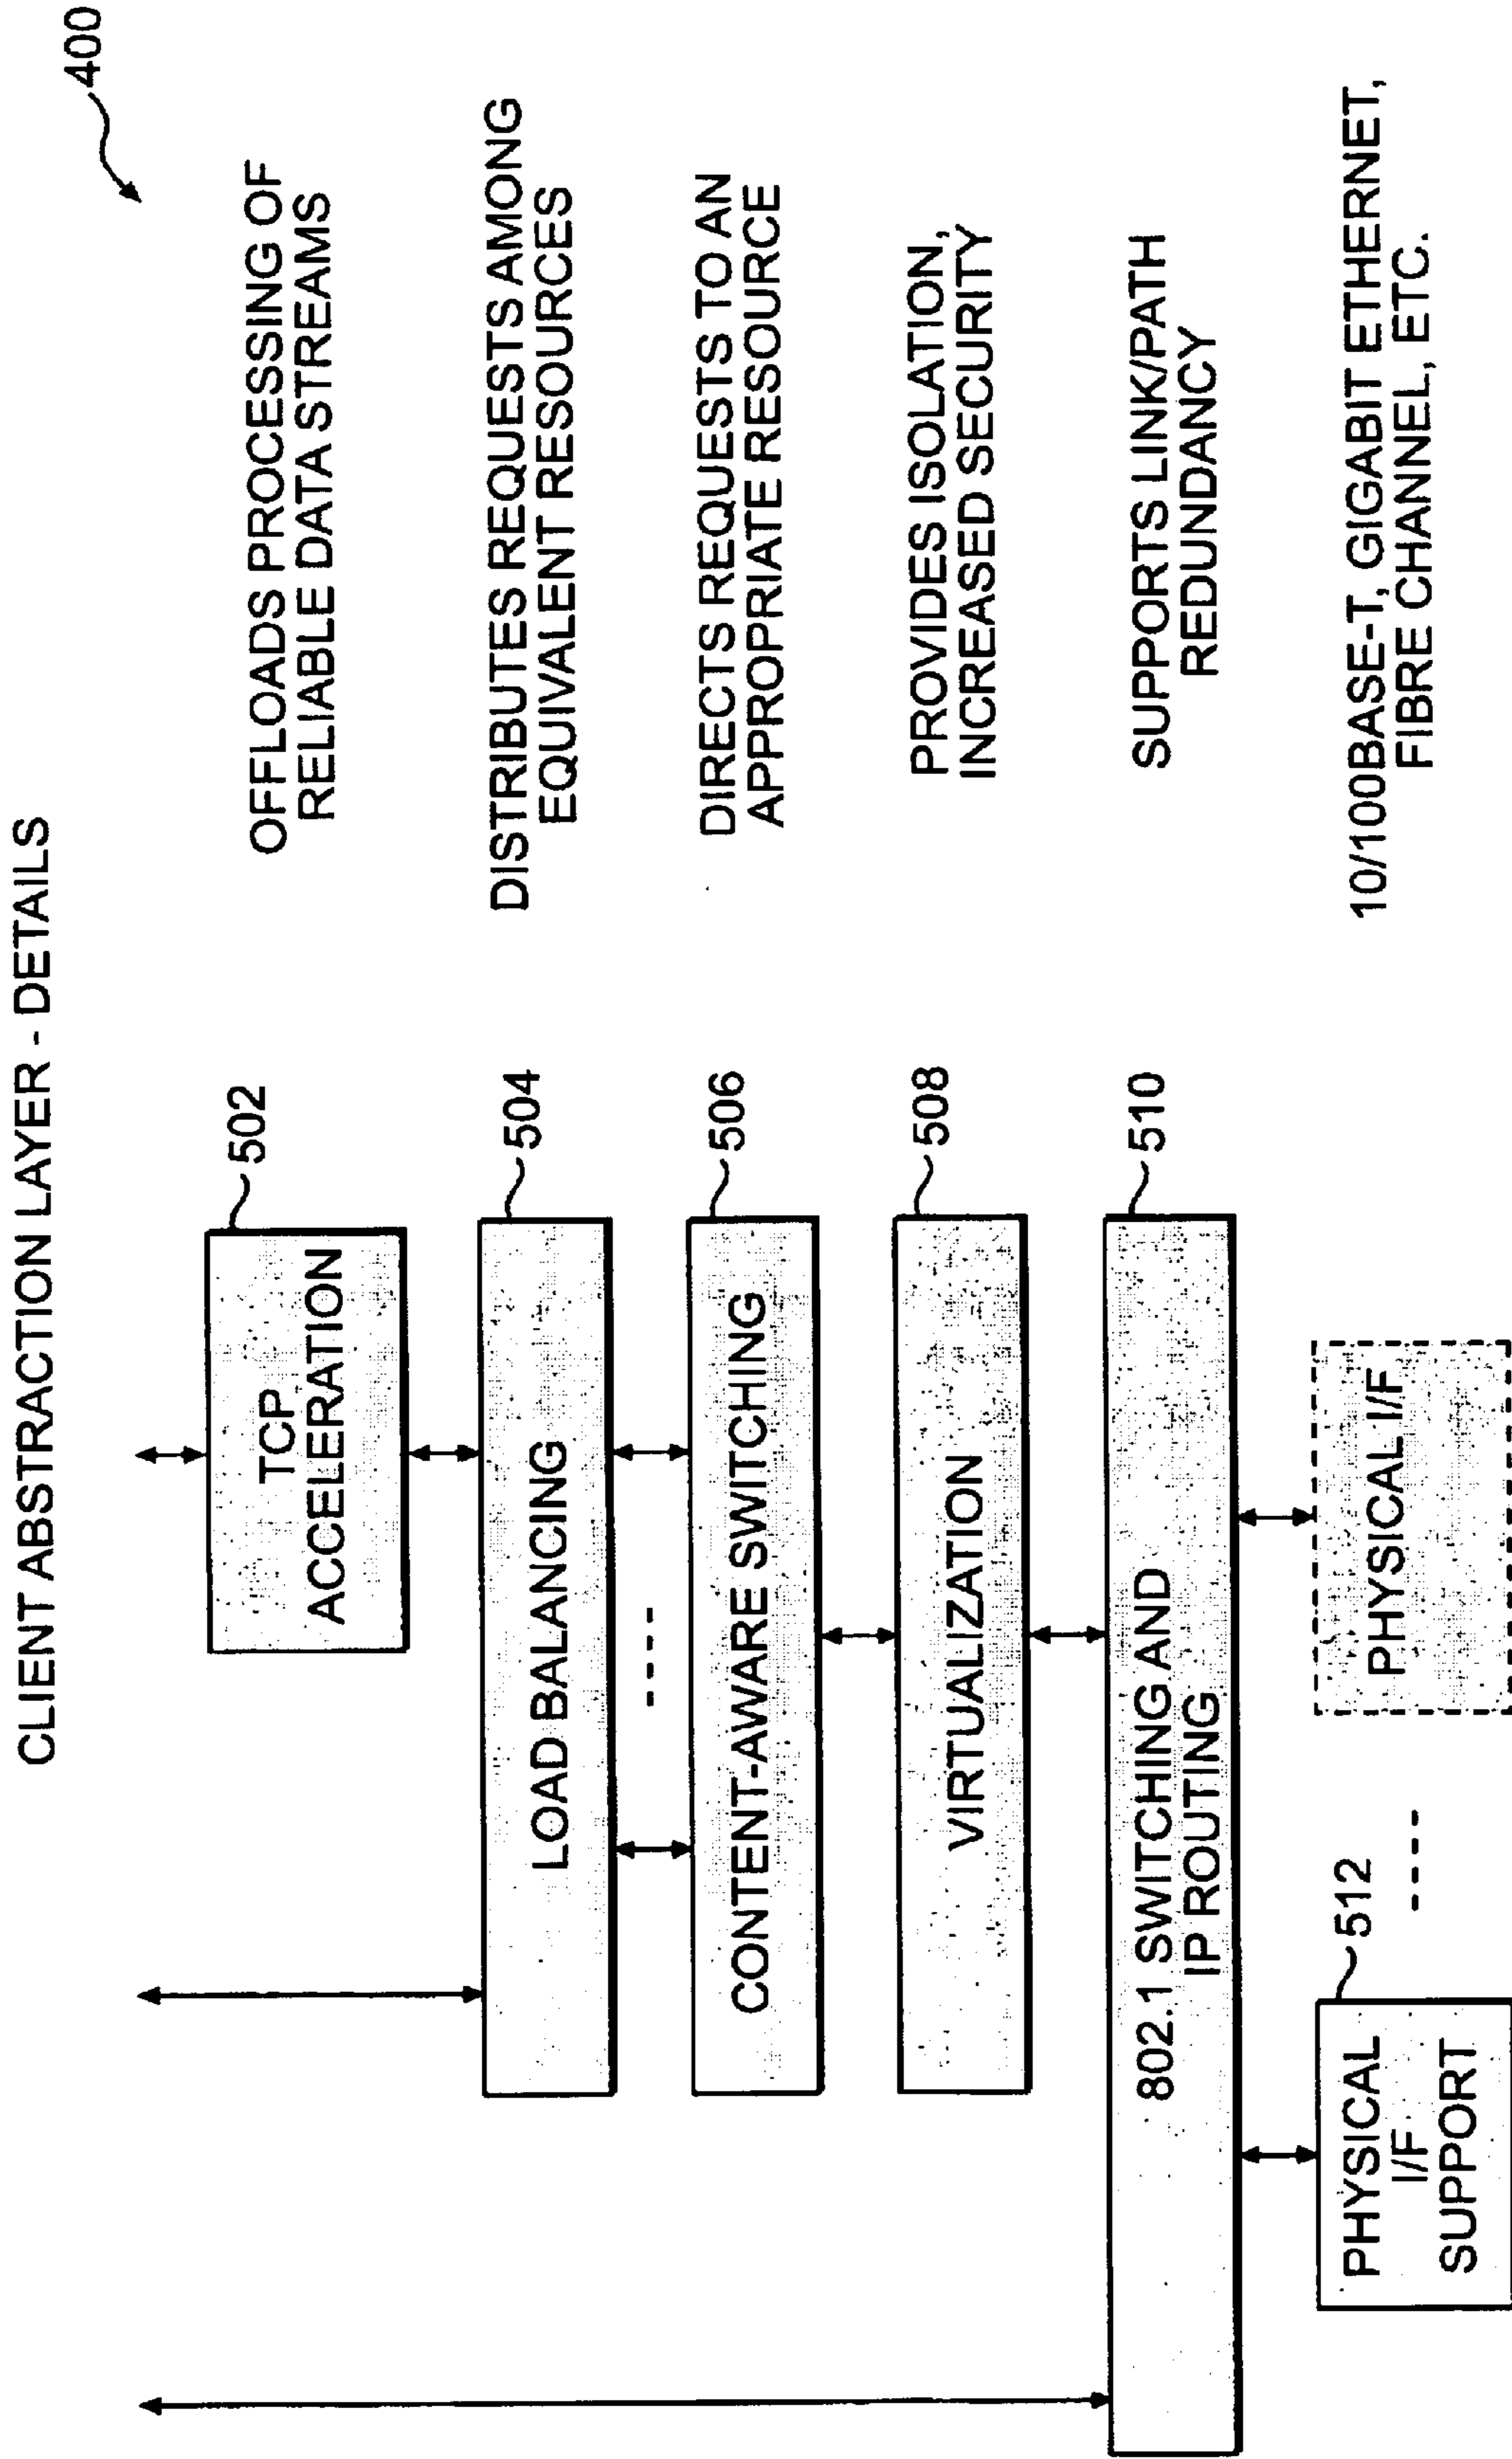 CLIENT ABSTRACTION LAYER - DETAILS
400
TCP
ACCELERATION
502
OFFLOADS PROCESSING OF
RELIABLE DATA STREAMS
LOAD BALANCING
504
DISTRIBUTES REQUESTS AMONG
EQUIVALENT RESOURCES
CONTENT-AWARE SWITCHING
506
DIRECTS REQUESTS TO AN
APPROPRIATE RESOURCE
VIRTUALIZATION
508
PROVIDES ISOLATION,
INCREASED SECURITY
802.1 SWITCHING AND
IP ROUTING
510
SUPPORTS LINK/PATH
REDUNDANCY
PHYSICAL
I/F
SUPPORT
512
PHYSICAL I/F
10/100BASE-T, GIGABIT ETHERNET,
FIBRE CHANNEL, ETC.